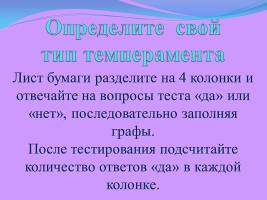 Определите свой
тип темперамента
Лист бумаги разделите на 4 колонки и
отвечайте на вопросы теста «да» или
«нет», последовательно заполняя
графы.
После тестирования подсчитайте
количество ответов «да» в каждой
колонке.